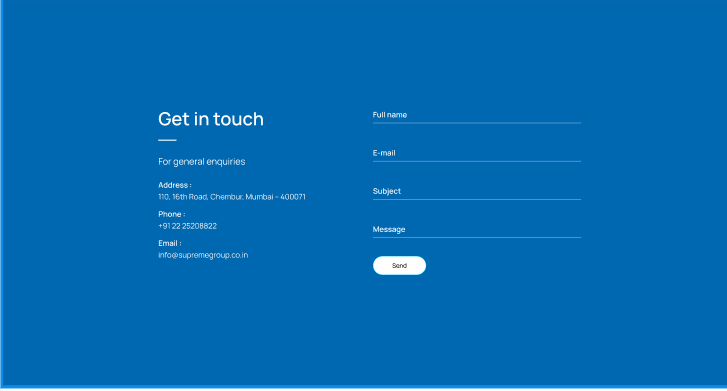 Get in touch
For general enquiries
Address :
110, 16th Road, Chembur, Mumbai – 400071
Phone :
+91 22 25208822
Email :
info@supremegroup.co.in
Full name
E-mail
Subject
Message
Send